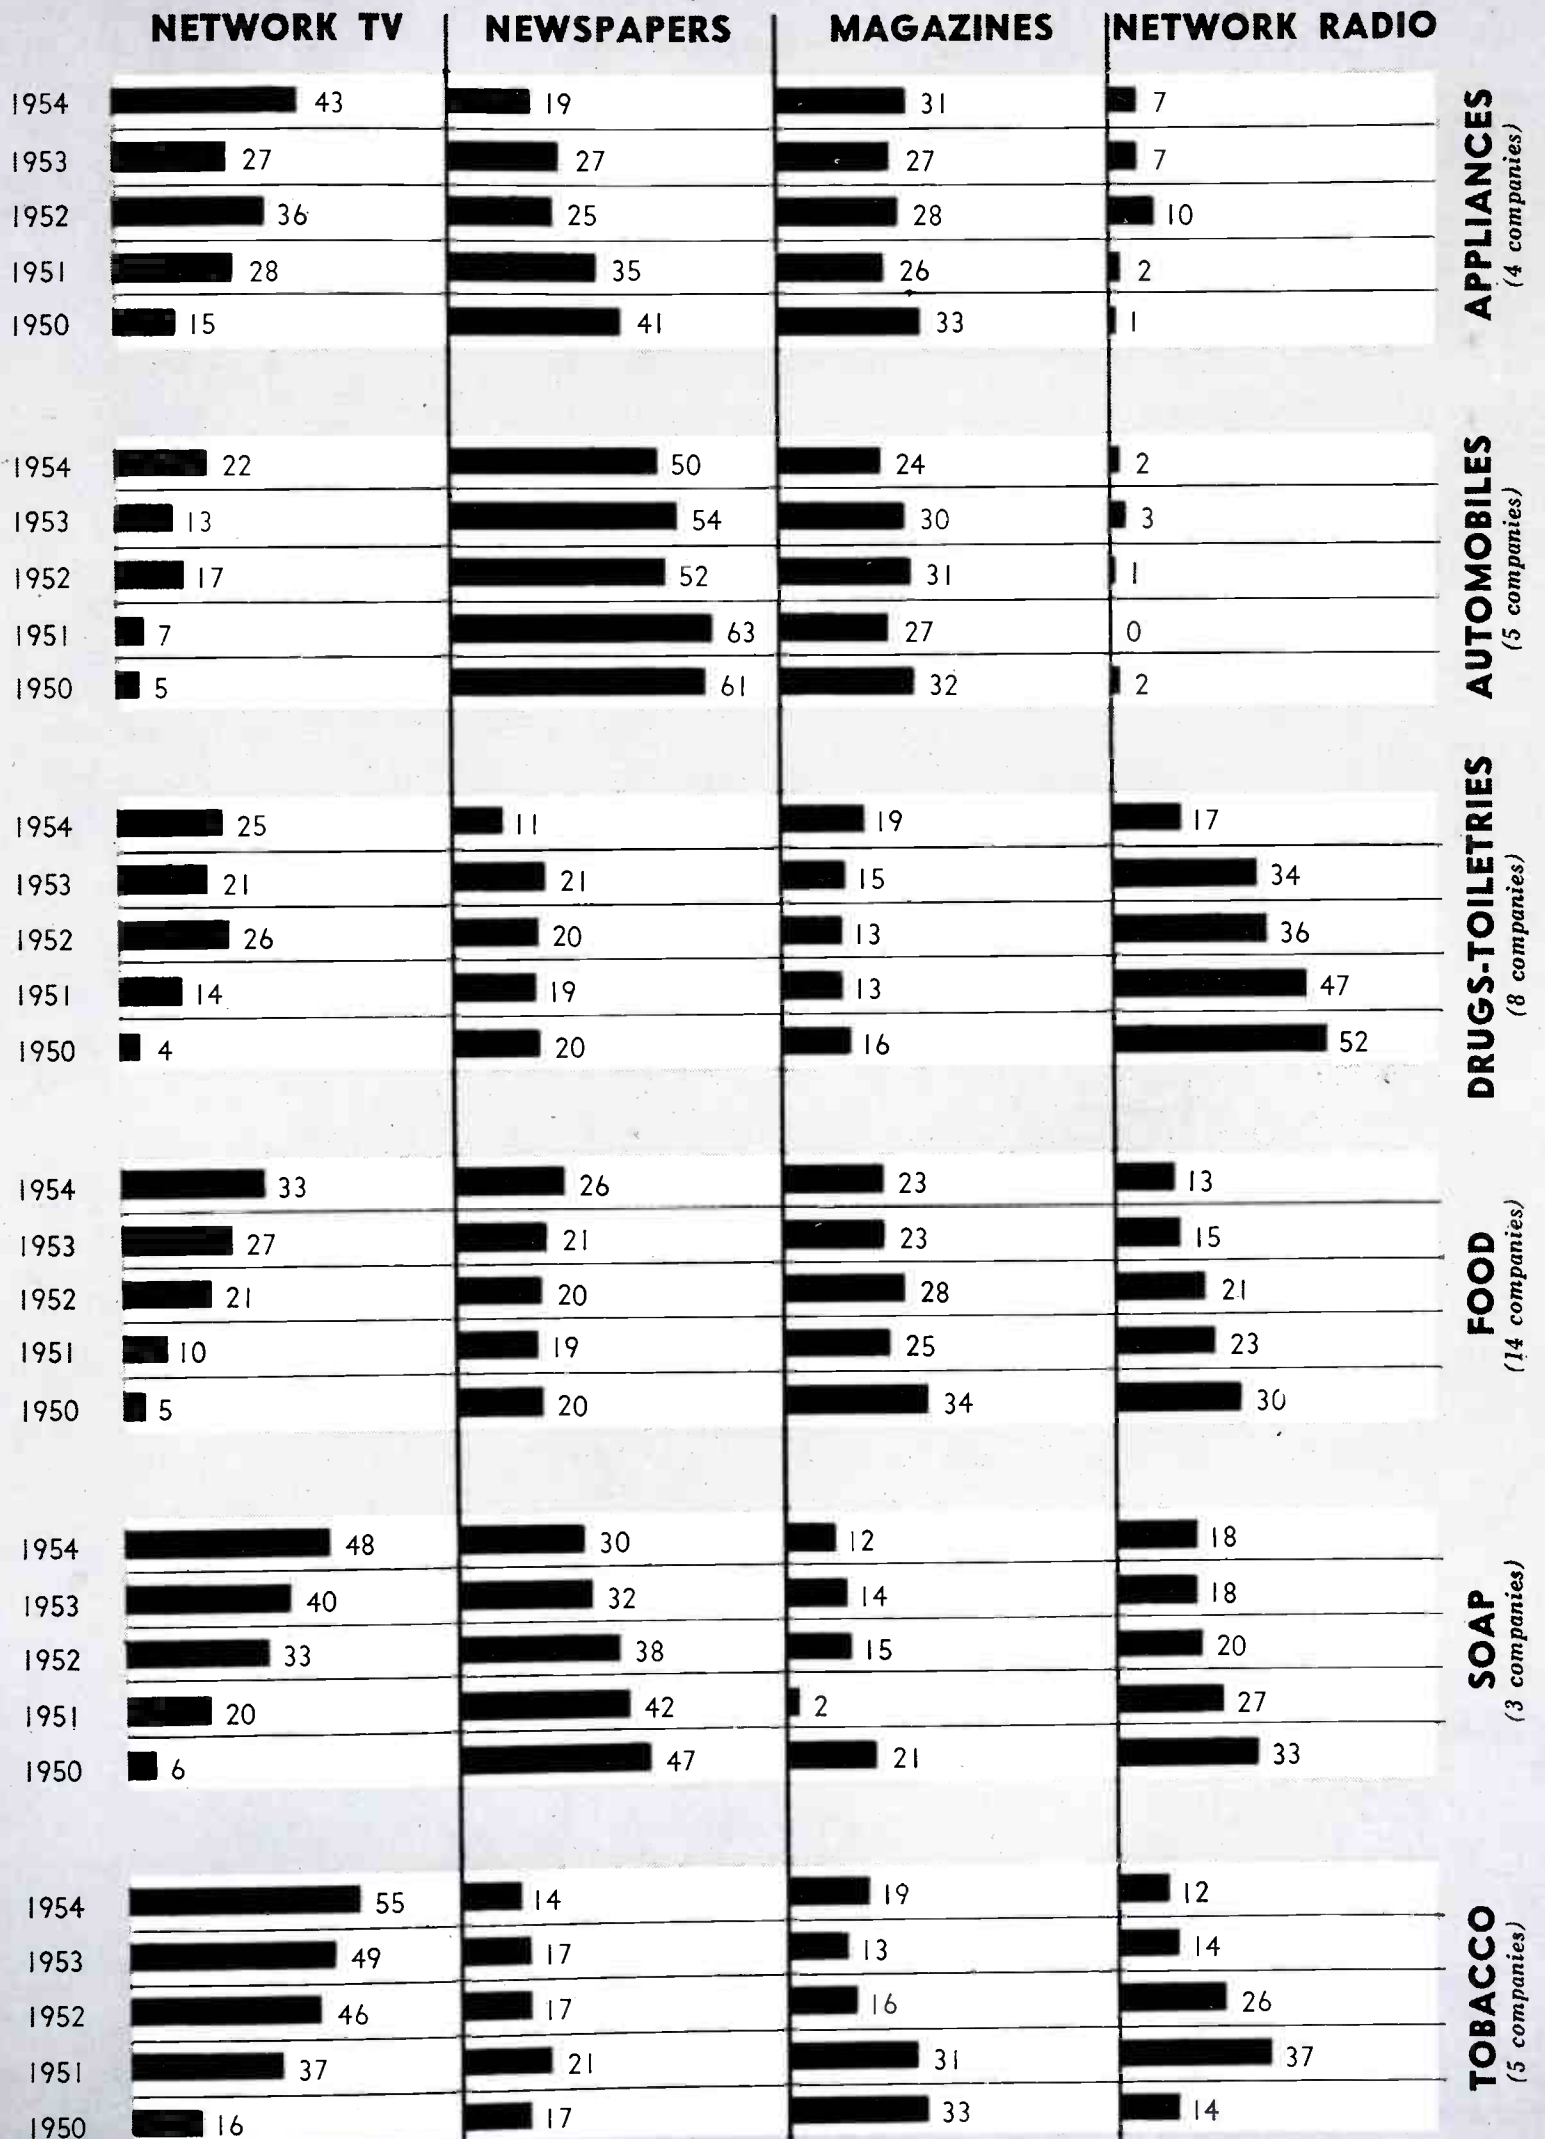 NETWORK TV NEWSPAPERS MAGAZINES NETWORK RADIO
APPLIANCES
(4 companies)
1954 43 19 31 7
1953 27 27 27 7
1952 36 25 28 10
1951 28 35 26 2
1950 15 41 33 1
AUTOMOBILES
(5 companies)
1954 22 50 24 2
1953 13 54 30 3
1952 17 52 31 1
1951 7 63 27 0
1950 5 61 32 2
DRUGS-TOILETRIES
(8 companies)
1954 25 11 19 17
1953 21 21 15 34
1952 26 20 13 36
1951 14 19 13 47
1950 4 20 16 52
FOOD
(14 companies)
1954 33 26 23 13
1953 27 21 23 15
1952 21 20 28 21
1951 10 19 25 23
1950 5 20 34 30
SOAP
(3 companies)
1954 48 30 12 18
1953 40 32 14 18
1952 33 38 15 20
1951 20 42 2 27
1950 6 47 21 33
TOBACCO
(5 companies)
1954 55 14 19 12
1953 49 17 13 14
1952 46 17 16 26
1951 37 21 31 37
1950 16 17 33 14